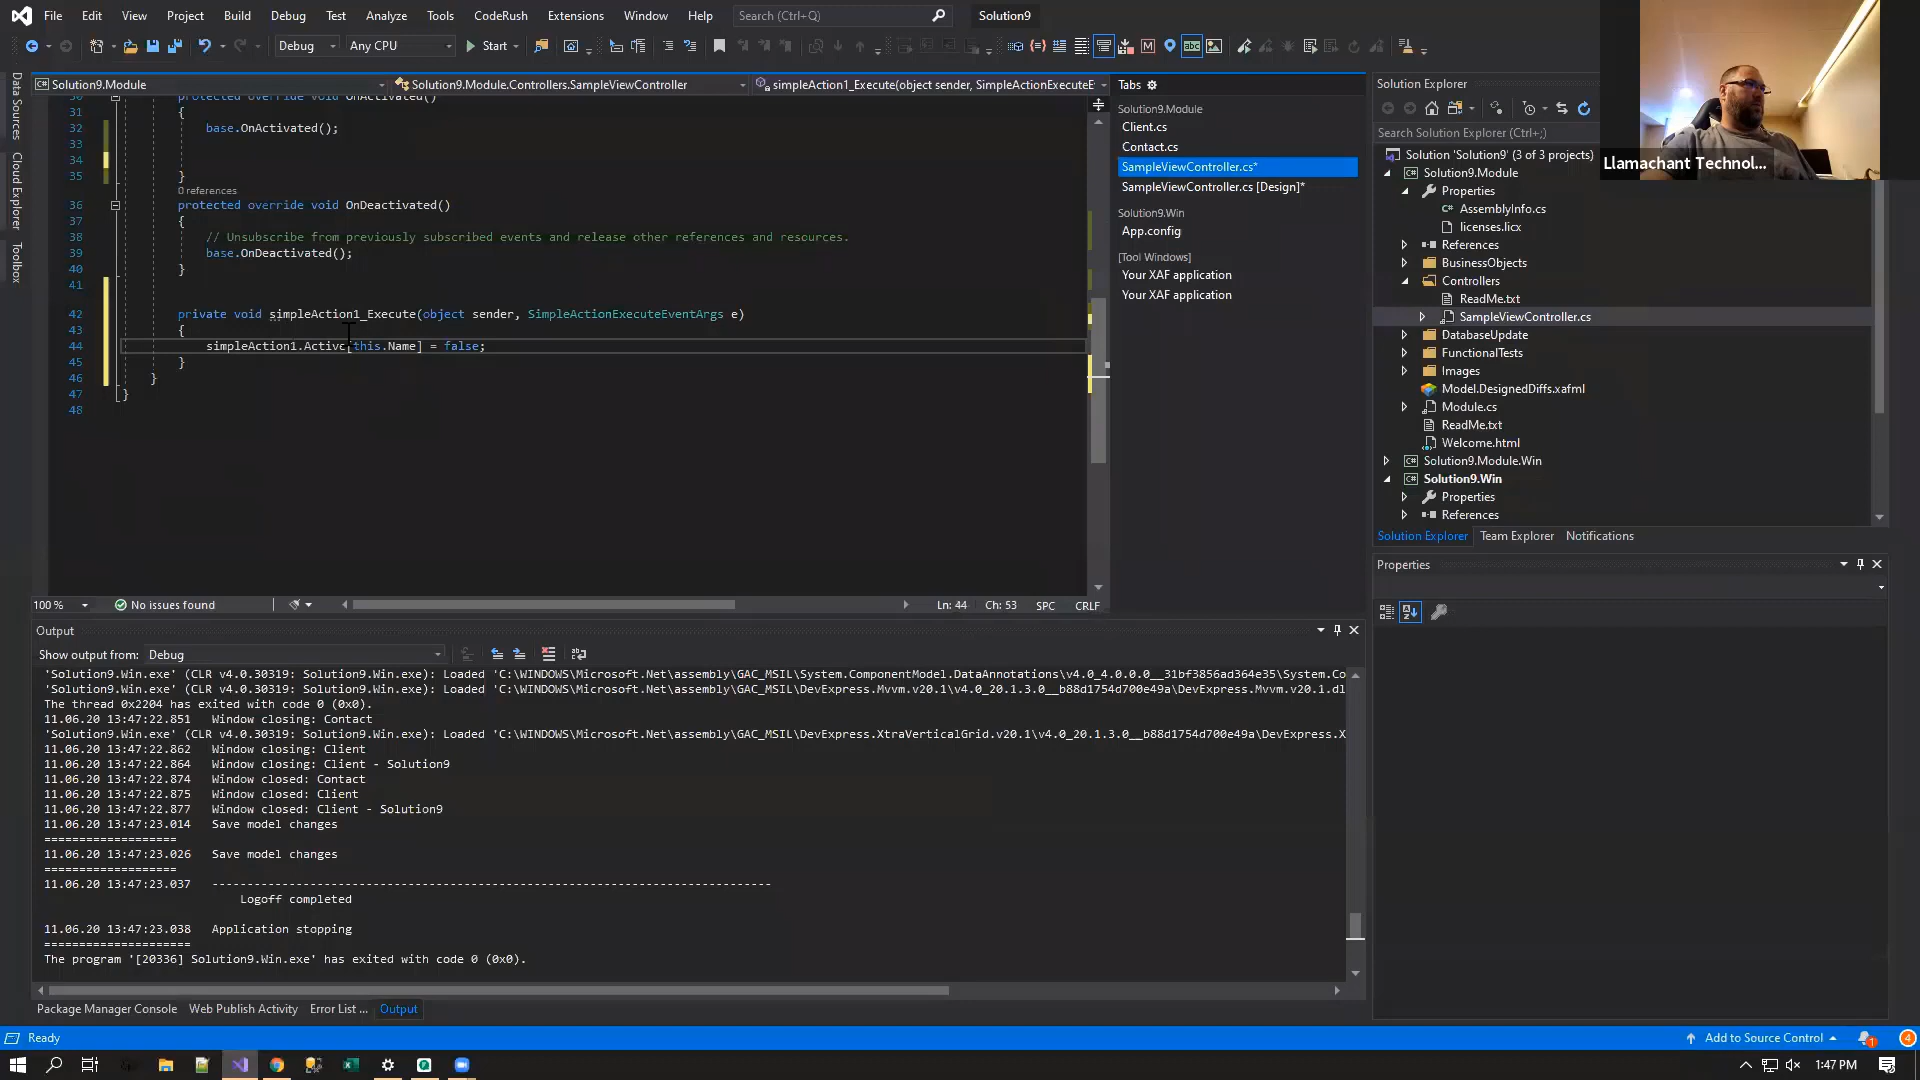 File Edit View Project Build Debug Test Analyze Tools CodeRush Extensions Window Help Search (Ctrl+Q) Solution9
Debug Any CPU Start
Solution9.Module Solution9.Module.Controllers.SampleViewController simpleAction1_Execute(object sender, SimpleActionExecuteE
Data Sources
Cloud Explorer
Toolbox
30 protected override void OnActivated()
31 {
32 base.OnActivated();
33
34
35 }
0 references
36 protected override void OnDeactivated()
37 {
38 // Unsubscribe from previously subscribed events and release other references and resources.
39 base.OnDeactivated();
40 }
41
42 private void simpleAction1_Execute(object sender, SimpleActionExecuteEventArgs e)
43 {
44 simpleAction1.Active[this.Name] = false;
45 }
46 }
47 }
48
100 % No issues found Ln: 44 Ch: 53 SPC CRLF
Tabs
Solution9.Module
Client.cs
Contact.cs
SampleViewController.cs*
SampleViewController.cs [Design]*
Solution9.Win
App.config
[Tool Windows]
Your XAF application
Your XAF application
Solution Explorer
Search Solution Explorer (Ctrl+;)
Solution 'Solution9' (3 of 3 projects)
Solution9.Module
Properties
AssemblyInfo.cs
licenses.licx
References
BusinessObjects
Controllers
ReadMe.txt
SampleViewController.cs
DatabaseUpdate
FunctionalTests
Images
Model.DesignedDiffs.xafml
Module.cs
ReadMe.txt
Welcome.html
Solution9.Module.Win
Solution9.Win
Properties
References
Solution Explorer Team Explorer Notifications
Llamachant Technol...
Properties
Output
Show output from: Debug
'Solution9.Win.exe' (CLR v4.0.30319: Solution9.Win.exe): Loaded 'C:\WINDOWS\Microsoft.Net\assembly\GAC_MSIL\System.ComponentModel.DataAnnotations\v4.0_4.0.0.0__31bf3856ad364e35\System.Co
'Solution9.Win.exe' (CLR v4.0.30319: Solution9.Win.exe): Loaded 'C:\WINDOWS\Microsoft.Net\assembly\GAC_MSIL\DevExpress.Mvvm.v20.1\v4.0_20.1.3.0__b88d1754d700e49a\DevExpress.Mvvm.v20.1.dl
The thread 0x2204 has exited with code 0 (0x0).
11.06.20 13:47:22.851 Window closing: Contact
'Solution9.Win.exe' (CLR v4.0.30319: Solution9.Win.exe): Loaded 'C:\WINDOWS\Microsoft.Net\assembly\GAC_MSIL\DevExpress.XtraVerticalGrid.v20.1\v4.0_20.1.3.0__b88d1754d700e49a\DevExpress.X
11.06.20 13:47:22.862 Window closing: Client
11.06.20 13:47:22.864 Window closing: Client - Solution9
11.06.20 13:47:22.874 Window closed: Contact
11.06.20 13:47:22.875 Window closed: Client
11.06.20 13:47:22.877 Window closed: Client - Solution9
11.06.20 13:47:23.014 Save model changes
===================
11.06.20 13:47:23.026 Save model changes
===================
11.06.20 13:47:23.037 ----------------------------------------------------------------------------
Logoff completed

11.06.20 13:47:23.038 Application stopping
=====================
The program '[20336] Solution9.Win.exe' has exited with code 0 (0x0).
Package Manager Console Web Publish Activity Error List ... Output
Ready Add to Source Control 1 4
1:47 PM